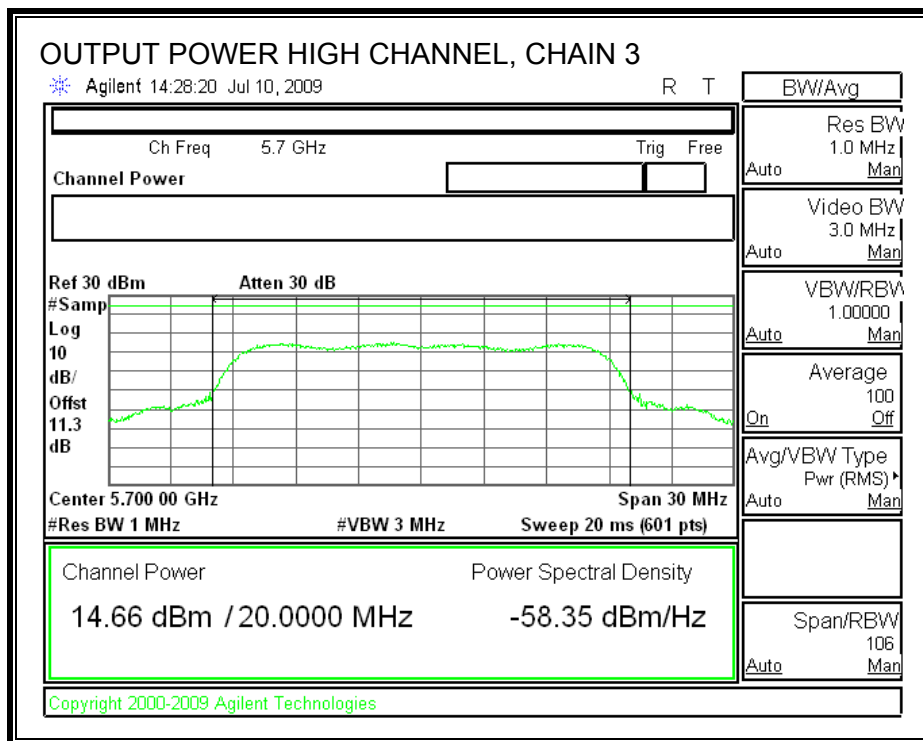 OUTPUT POWER HIGH CHANNEL, CHAIN 3
Agilent 14:28:20 Jul 10, 2009
R T
BW/Avg
Ch Freq 5.7 GHz
Trig Free
Channel Power
Res BW
1.0 MHz
Auto Man
Video BW
3.0 MHz
Auto Man
VBW/RBW
1.00000
Auto Man
Average
100
On Off
Avg/VBW Type
Pwr (RMS)
Auto Man
Span/RBW
106
Auto Man
Ref 30 dBm Atten 30 dB
#Samp
Log
10
dB/
Offst
11.3
dB
Center 5.700 00 GHz Span 30 MHz
#Res BW 1 MHz #VBW 3 MHz Sweep 20 ms (601 pts)
Channel Power Power Spectral Density
14.66 dBm / 20.0000 MHz -58.35 dBm/Hz
Copyright 2000-2009 Agilent Technologies